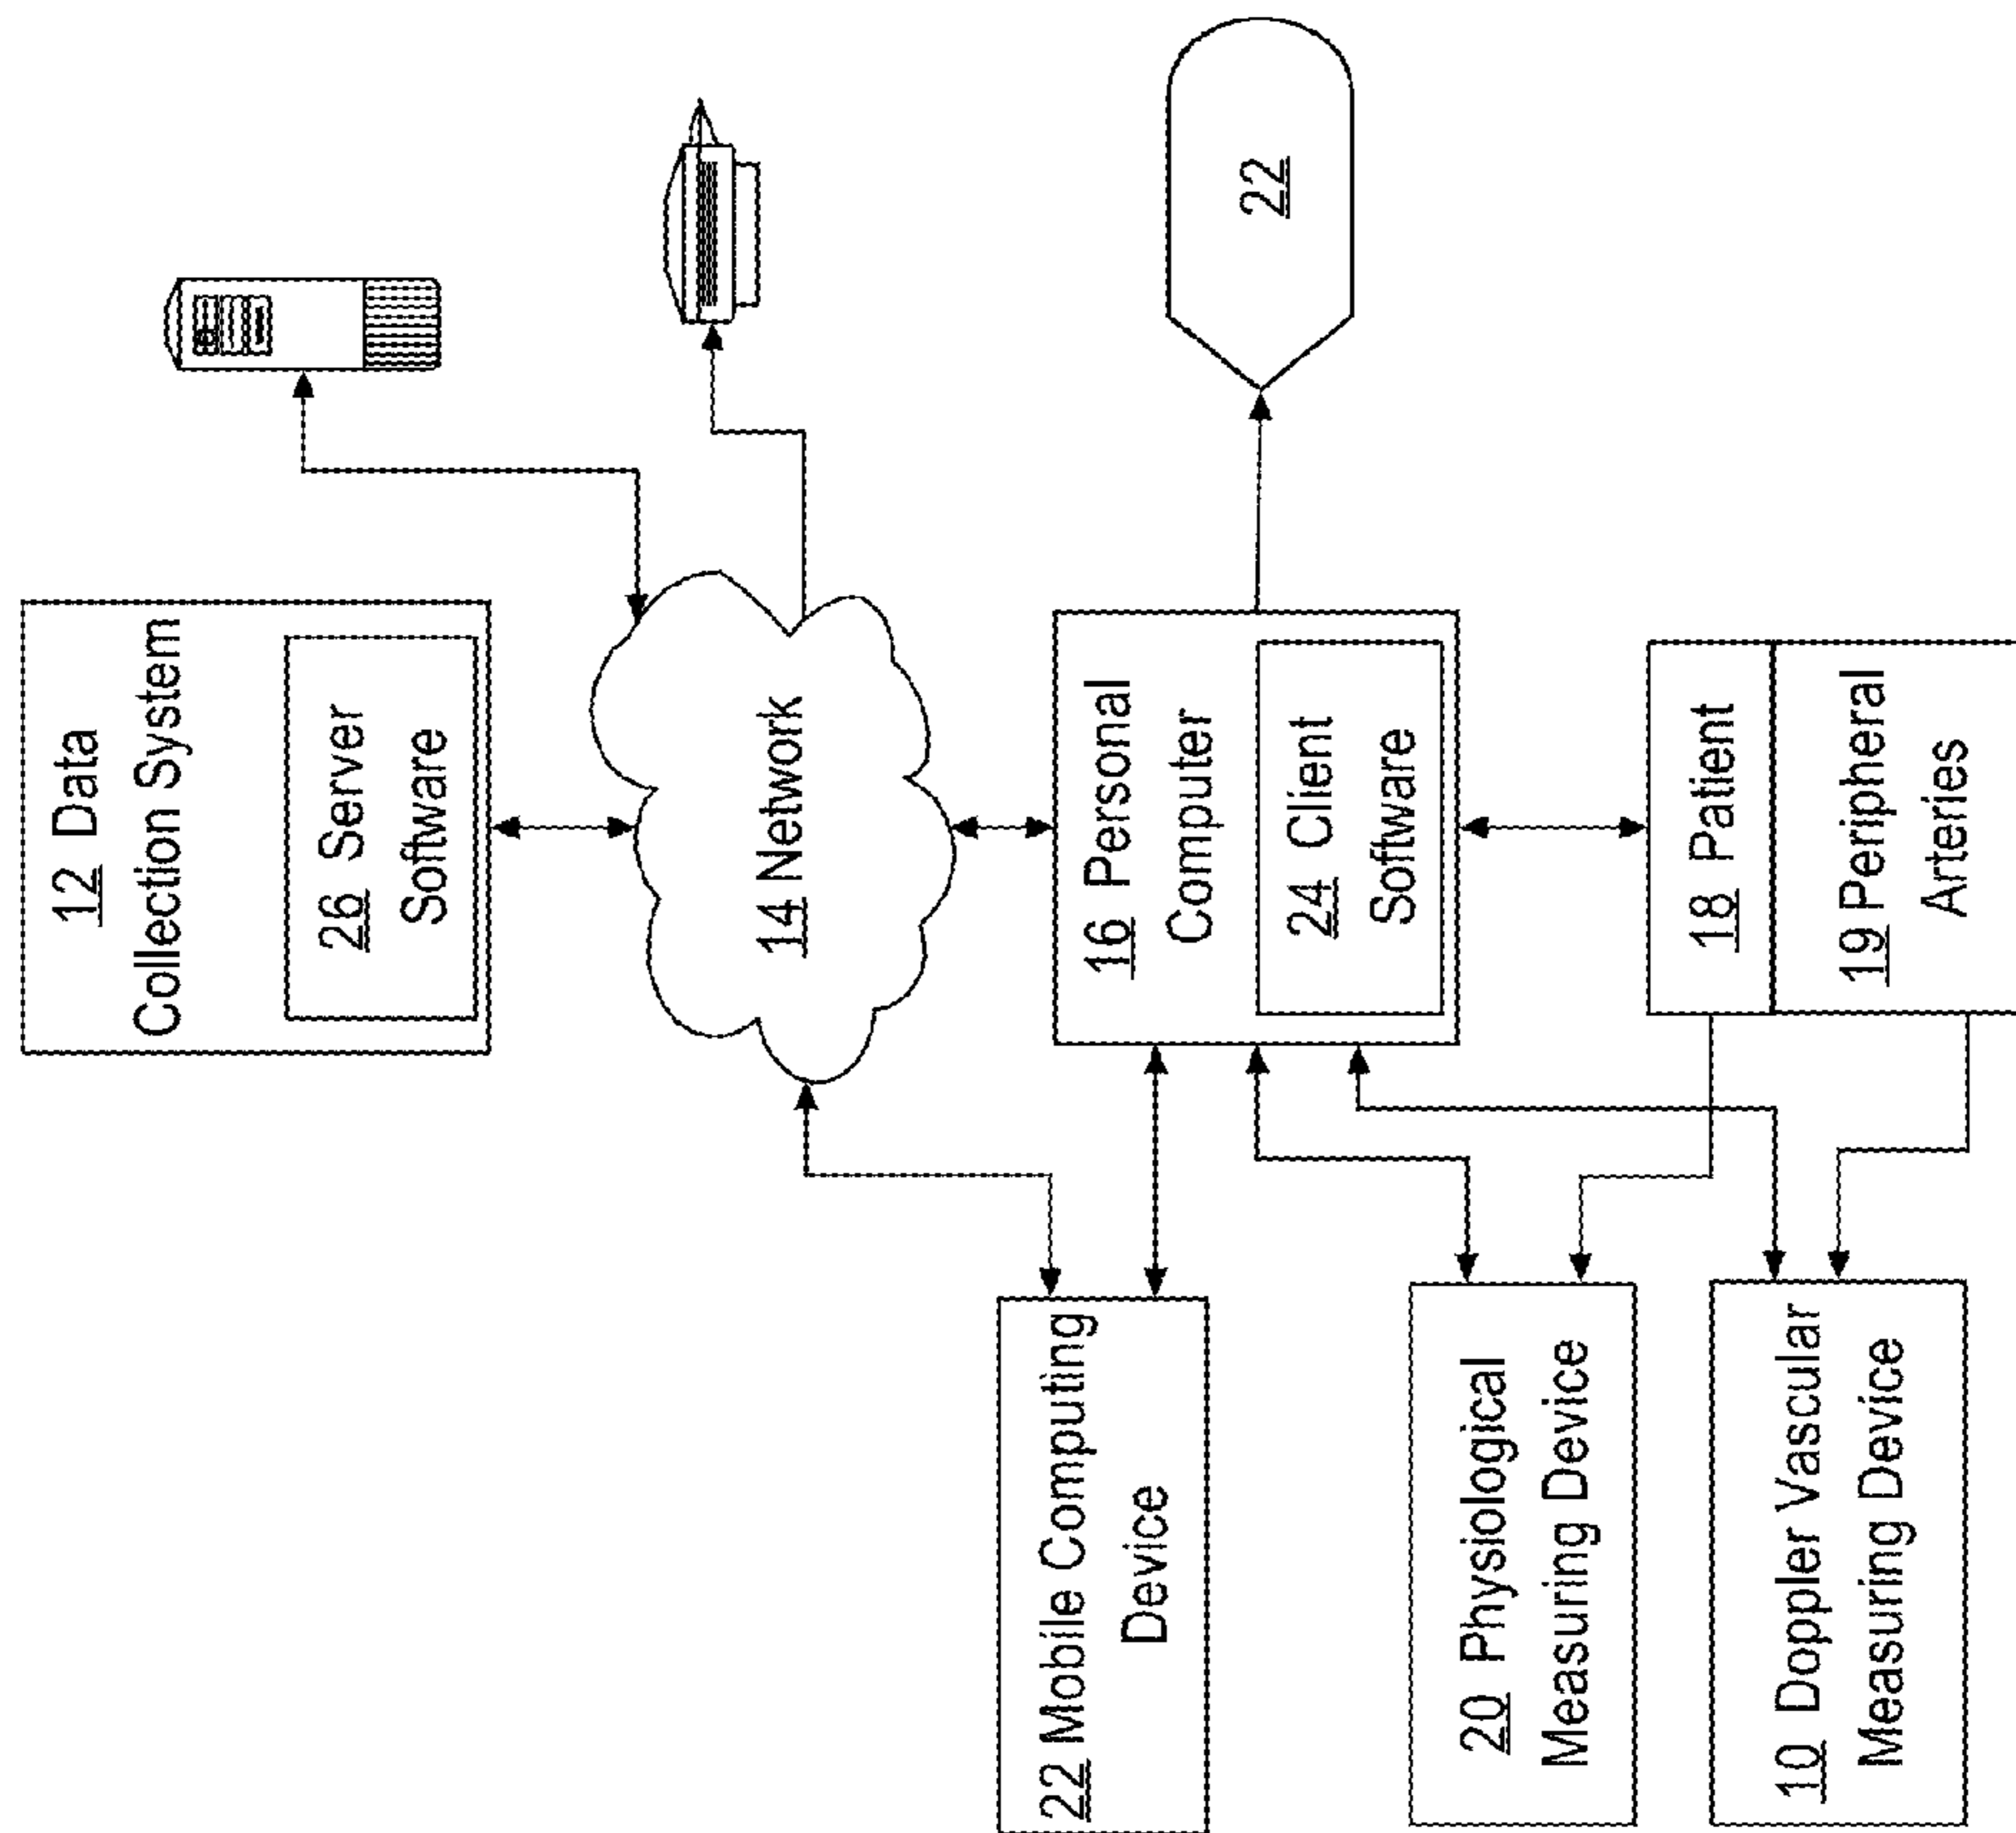 12 Data
Collection System
26 Server
Software
14 Network
22 Mobile Computing
Device
16 Personal
Computer
24 Client
Software
22
20 Physiological
Measuring Device
18 Patient
19 Peripheral
Arteries
10 Doppler Vascular
Measuring Device